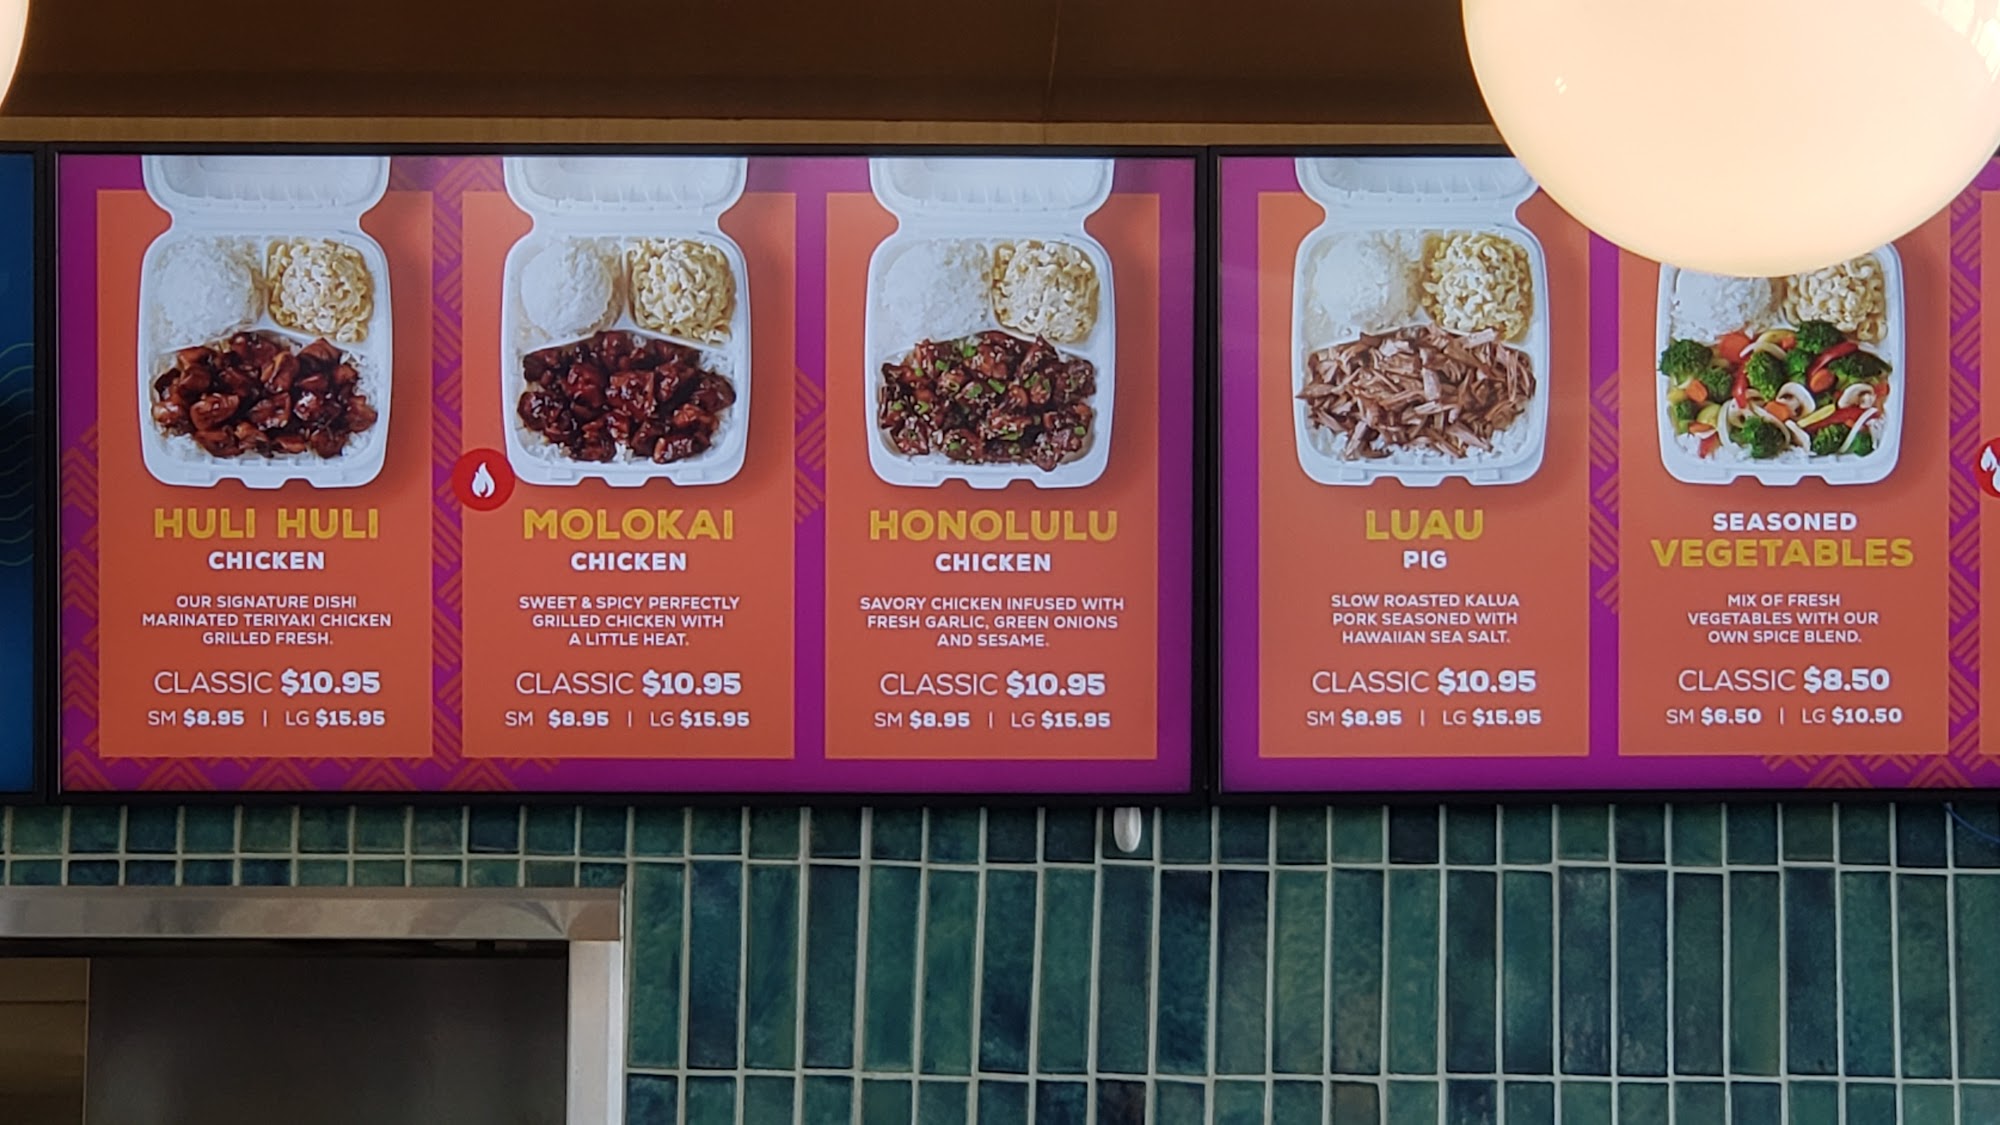 HULI HULI
CHICKEN
OUR SIGNATURE DISH!
MARINATED TERIYAKI CHICKEN
GRILLED FRESH.
CLASSIC $10.95
SM $8.95 | LG $15.95
MOLOKAI
CHICKEN
SWEET & SPICY PERFECTLY
GRILLED CHICKEN WITH
A LITTLE HEAT.
CLASSIC $10.95
SM $8.95 | LG $15.95
HONOLULU
CHICKEN
SAVORY CHICKEN INFUSED WITH
FRESH GARLIC, GREEN ONIONS
AND SESAME.
CLASSIC $10.95
SM $8.95 | LG $15.95
LUAU
PIG
SLOW ROASTED KALUA
PORK SEASONED WITH
HAWAIIAN SEA SALT.
CLASSIC $10.95
SM $8.95 | LG $15.95
SEASONED
VEGETABLES
MIX OF FRESH
VEGETABLES WITH OUR
OWN SPICE BLEND.
CLASSIC $8.50
SM $6.50 | LG $10.50